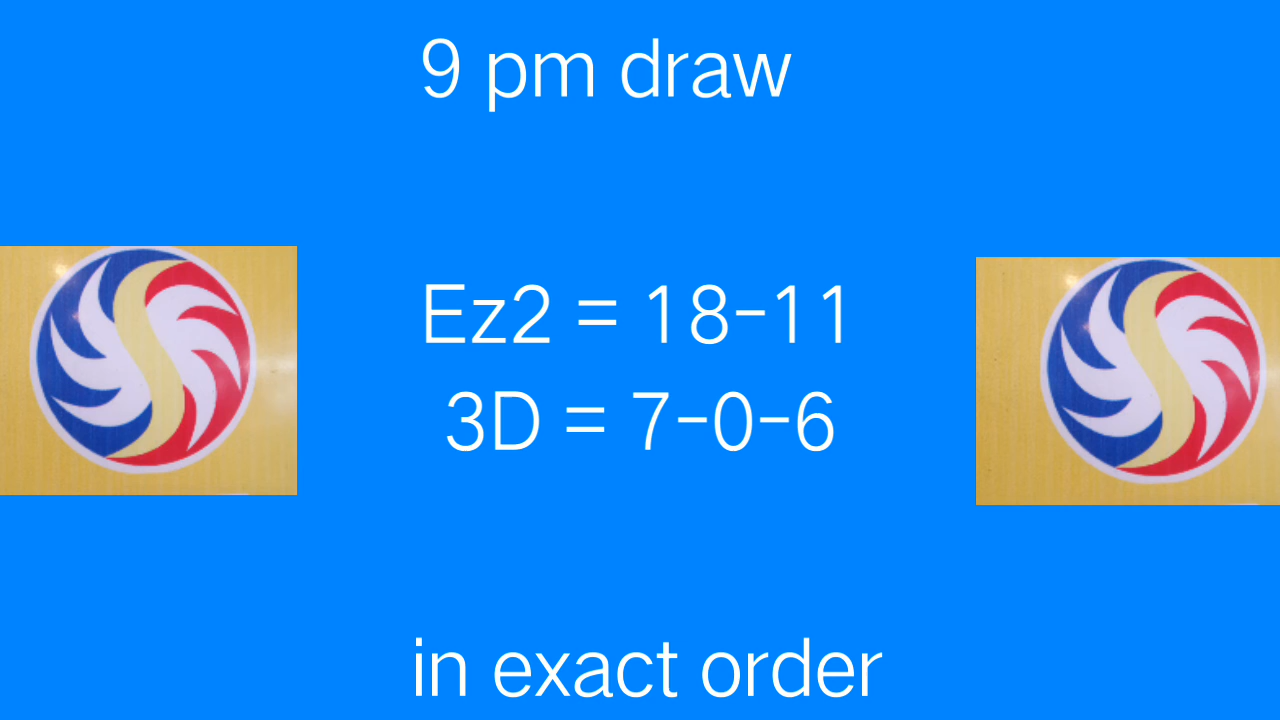 9 pm draw
Ez2 = 18-11
3D = 7-0-6
in exact order